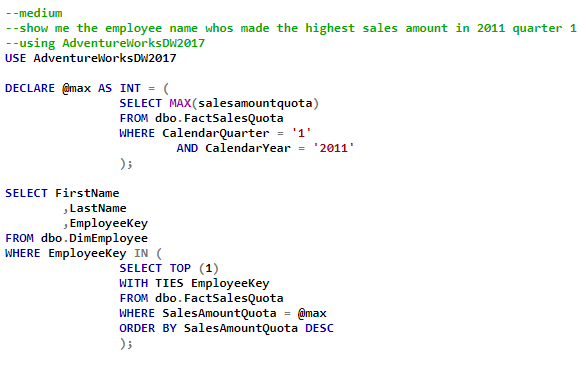 --medium
--show me the employee name whos made the highest sales amount in 2011 quarter 1
--using AdventureWorksDW2017
USE AdventureWorksDW2017
DECLARE @max AS INT = (
SELECT MAX(salesamountquota)
FROM dbo.FactSalesQuota
WHERE CalendarQuarter = '1'
AND CalendarYear = '2011'
);
SELECT FirstName
,LastName
,EmployeeKey
FROM dbo.DimEmployee
WHERE EmployeeKey IN (
SELECT TOP (1)
WITH TIES EmployeeKey
FROM dbo.FactSalesQuota
WHERE SalesAmountQuota = @max
ORDER BY SalesAmountQuota DESC
);